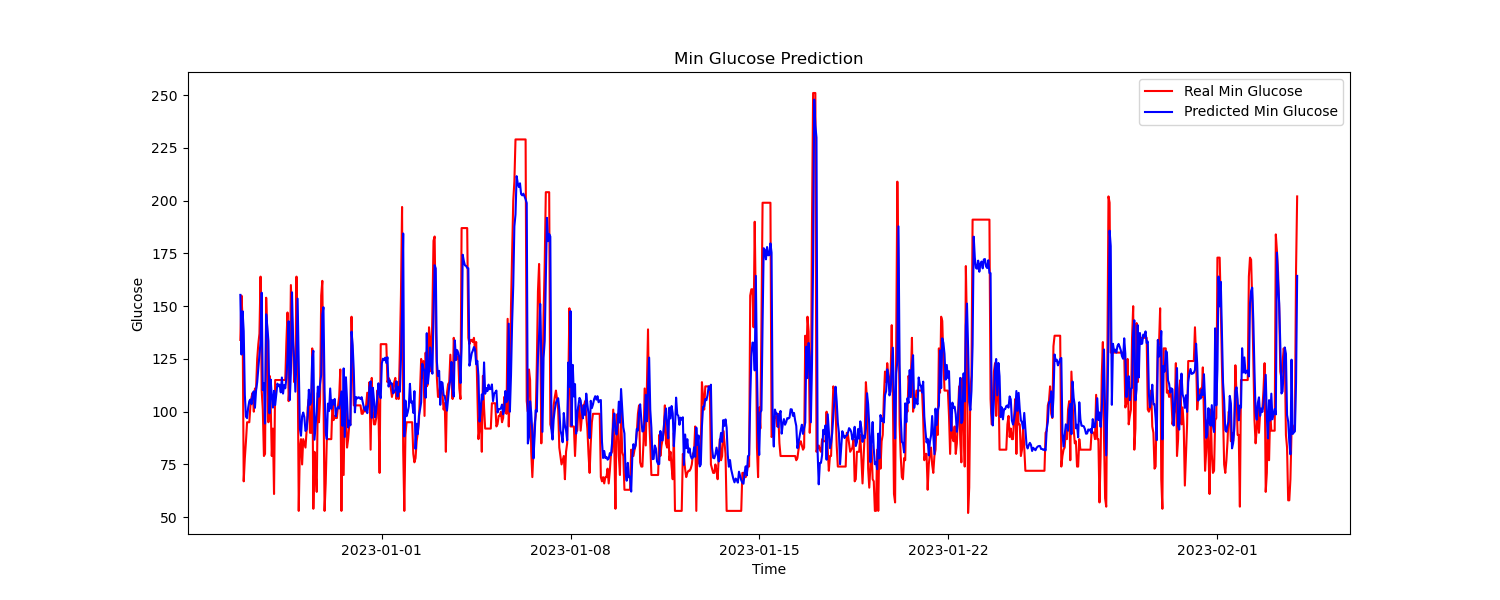 Min Glucose Prediction
Real Min Glucose
Predicted Min Glucose
250
225
200
175
150
125
100
75
50
Glucose
2023-01-01
2023-01-08
2023-01-15
2023-01-22
2023-02-01
Time